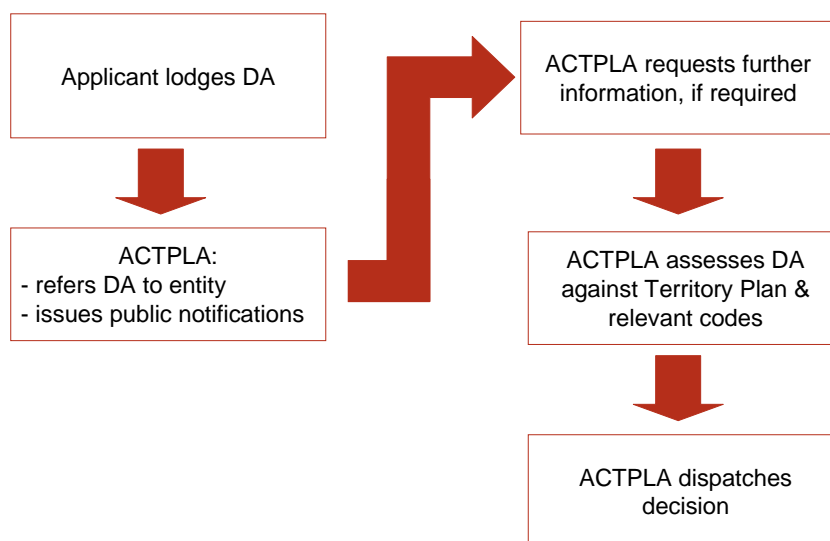 Applicant lodges DA
ACTPLA:
- refers DA to entity
- issues public notifications
ACTPLA requests further
information, if required
ACTPLA assesses DA
against Territory Plan &
relevant codes
ACTPLA dispatches
decision